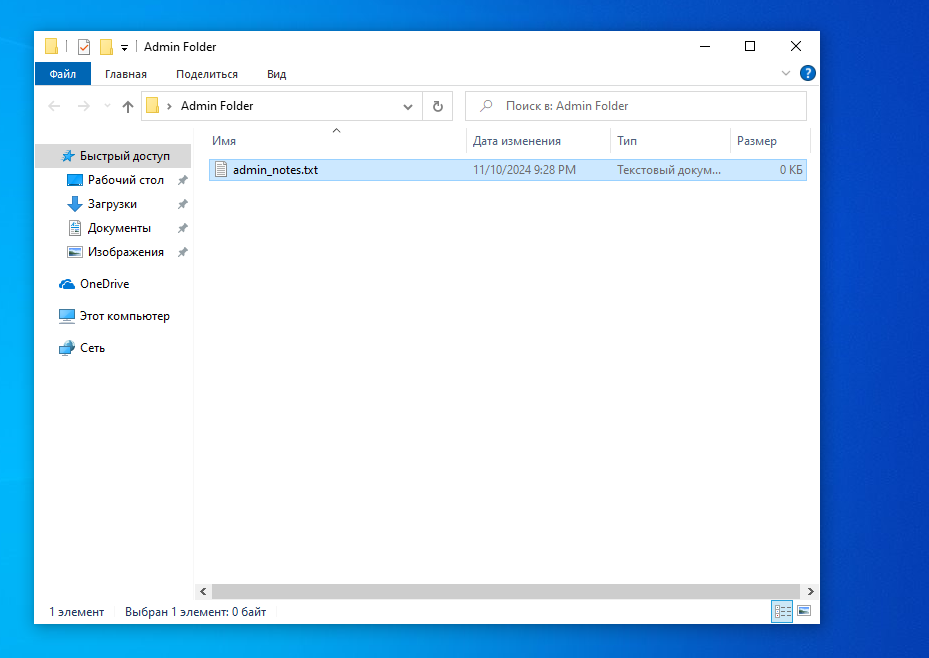 Admin Folder
Файл Главная Поделиться Вид ?
Admin Folder Поиск в: Admin Folder
Имя Дата изменения Тип Размер
Быстрый доступ
admin_notes.txt 11/10/2024 9:28 PM Текстовый докум... 0 КБ
Рабочий стол
Загрузки
Документы
Изображения
OneDrive
Этот компьютер
Сеть
1 элемент Выбран 1 элемент: 0 байт